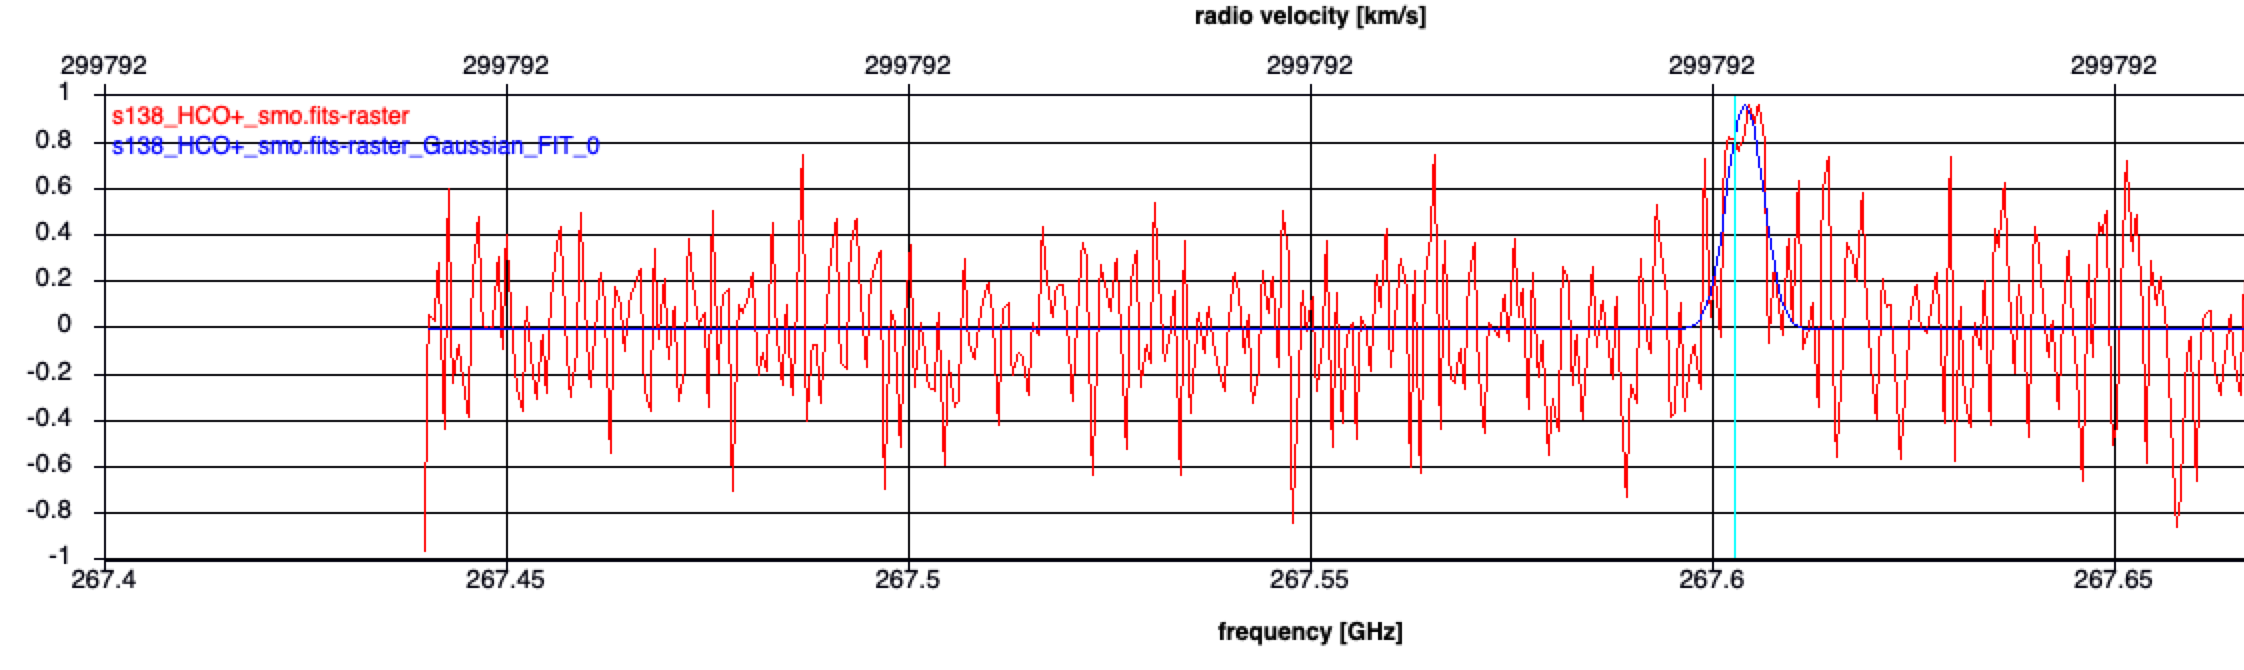 radio velocity [km/s]
299792 299792 299792 299792 299792 299792
1
s138_HCO+_smo.fits-raster
0.8
s138_HCO+_smo.fits-raster_Gaussian_FIT_0
0.6
0.4
0.2
0
-0.2
-0.4
-0.6
-0.8
-1
267.4 267.45 267.5 267.55 267.6 267.65
frequency [GHz]